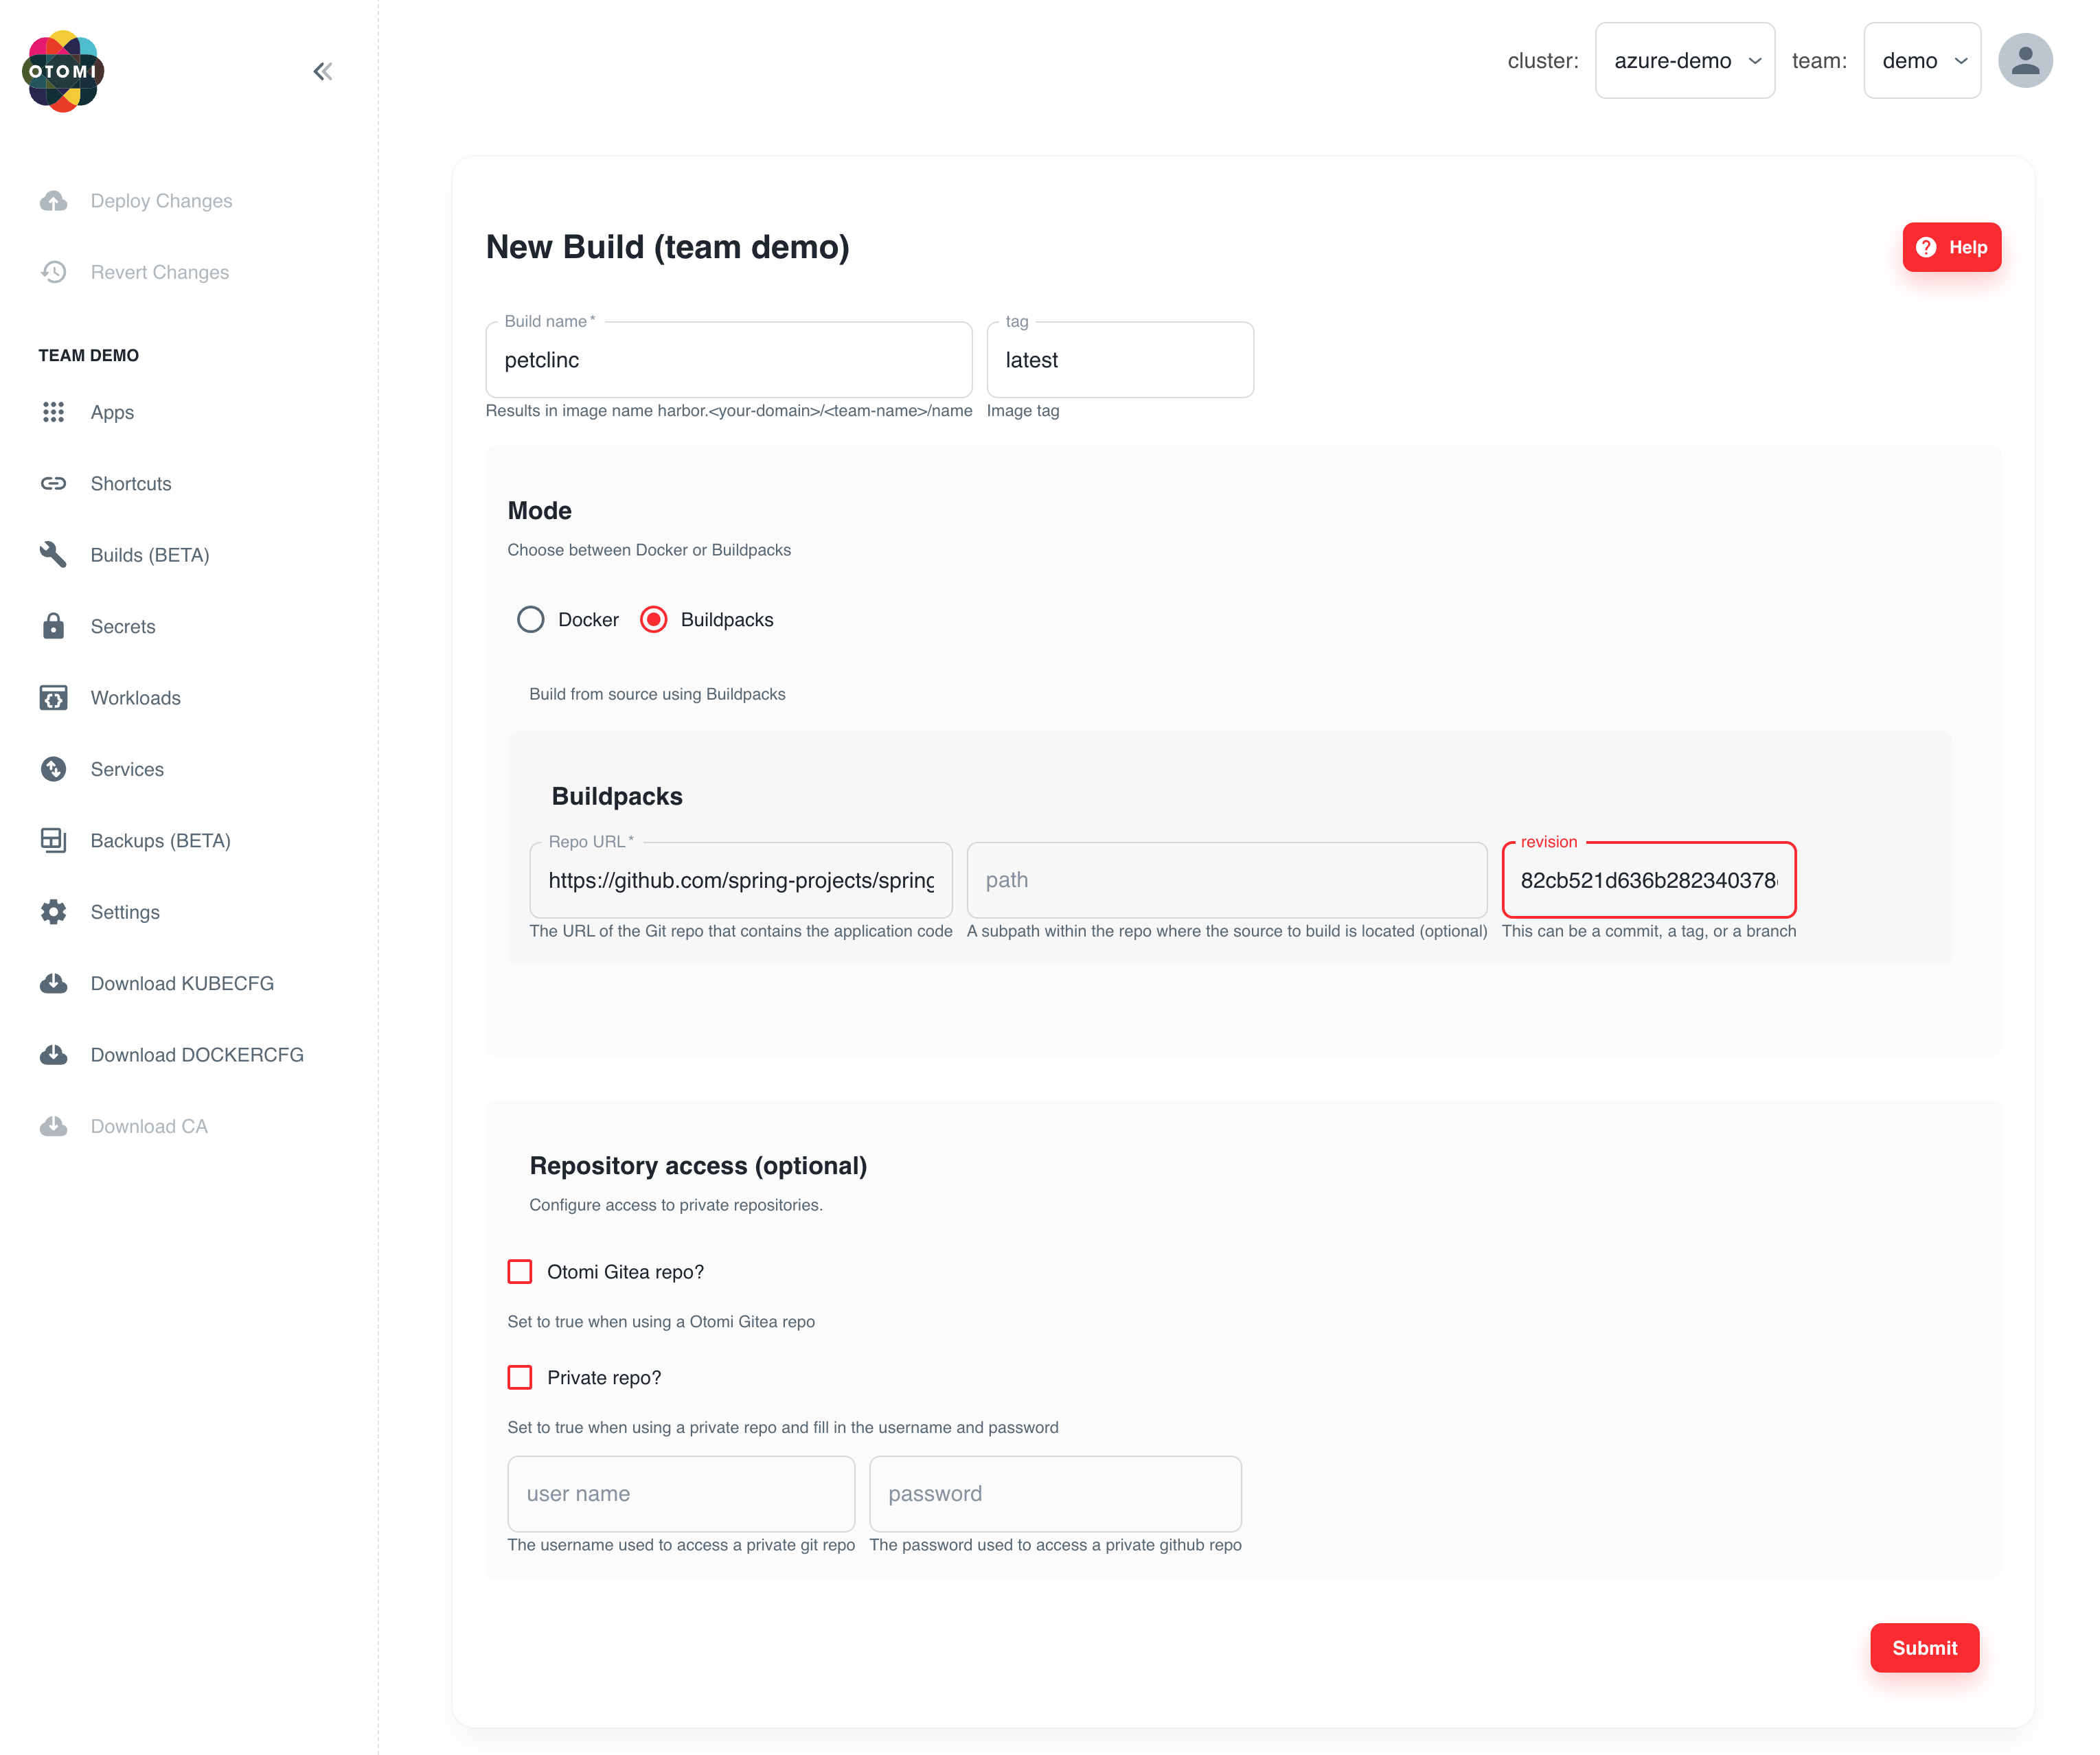 OTOMI
cluster: azure-demo team: demo
Deploy Changes
Revert Changes
TEAM DEMO
Apps
Shortcuts
Builds (BETA)
Secrets
Workloads
Services
Backups (BETA)
Settings
Download KUBECFG
Download DOCKERCFG
Download CA
New Build (team demo)
Help
Build name * tag
petclinc latest
Results in image name harbor.<your-domain>/<team-name>/name Image tag
Mode
Choose between Docker or Buildpacks
Docker Buildpacks
Build from source using Buildpacks
Buildpacks
Repo URL * revision
https://github.com/spring-projects/spring path 82cb521d636b282340378
The URL of the Git repo that contains the application code A subpath within the repo where the source to build is located (optional) This can be a commit, a tag, or a branch
Repository access (optional)
Configure access to private repositories.
Otomi Gitea repo?
Set to true when using a Otomi Gitea repo
Private repo?
Set to true when using a private repo and fill in the username and password
user name password
The username used to access a private git repo The password used to access a private github repo
Submit